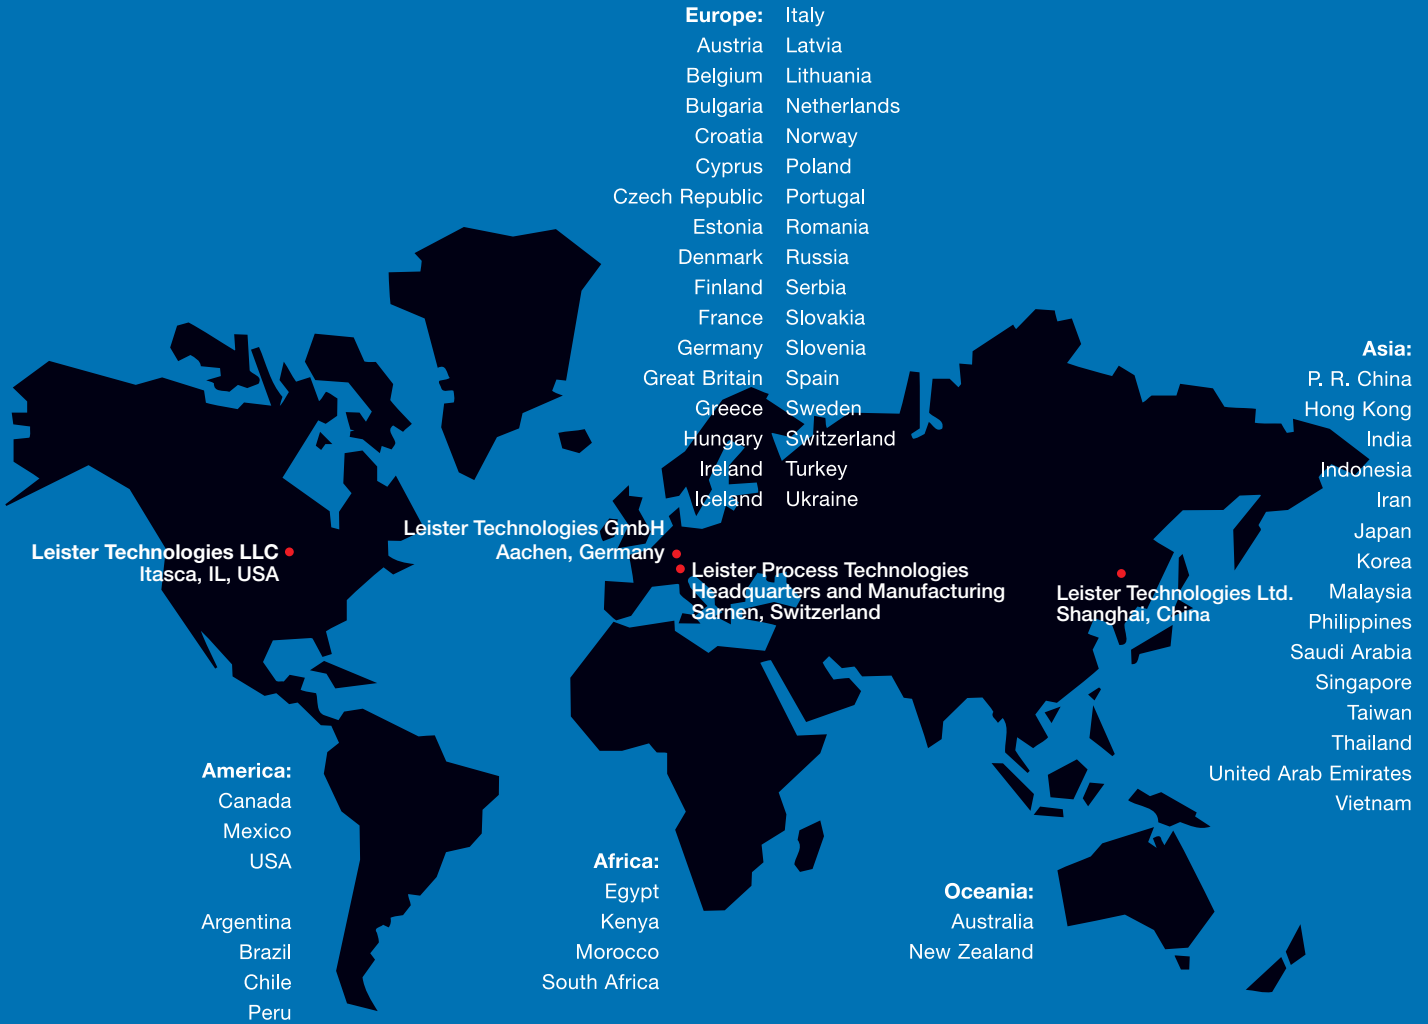 Europe:
Austria
Belgium
Bulgaria
Croatia
Cyprus
Czech Republic
Estonia
Denmark
Finland
France
Germany
Great Britain
Greece
Hungary
Ireland
Iceland
Italy
Latvia
Lithuania
Netherlands
Norway
Poland
Portugal
Romania
Russia
Serbia
Slovakia
Slovenia
Spain
Sweden
Switzerland
Turkey
Ukraine
Asia:
P. R. China
Hong Kong
India
Indonesia
Iran
Japan
Korea
Malaysia
Philippines
Saudi Arabia
Singapore
Taiwan
Thailand
United Arab Emirates
Vietnam
Leister Technologies LLC
Itasca, IL, USA
Leister Technologies GmbH
Aachen, Germany
Leister Process Technologies
Headquarters and Manufacturing
Sarnen, Switzerland
Leister Technologies Ltd.
Shanghai, China
America:
Canada
Mexico
USA
Argentina
Brazil
Chile
Peru
Africa:
Egypt
Kenya
Morocco
South Africa
Oceania:
Australia
New Zealand